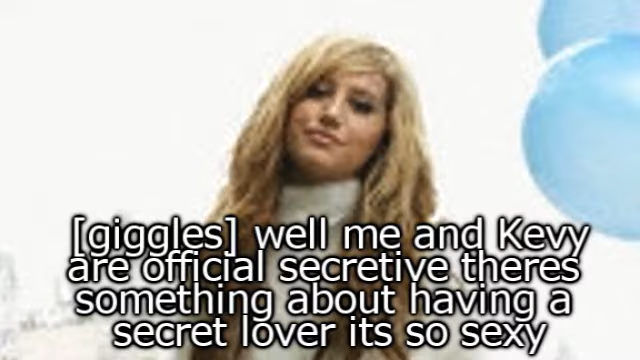 [giggles] well me and Kevy
are official secretive theres
something about having a
secret lover its so sexy